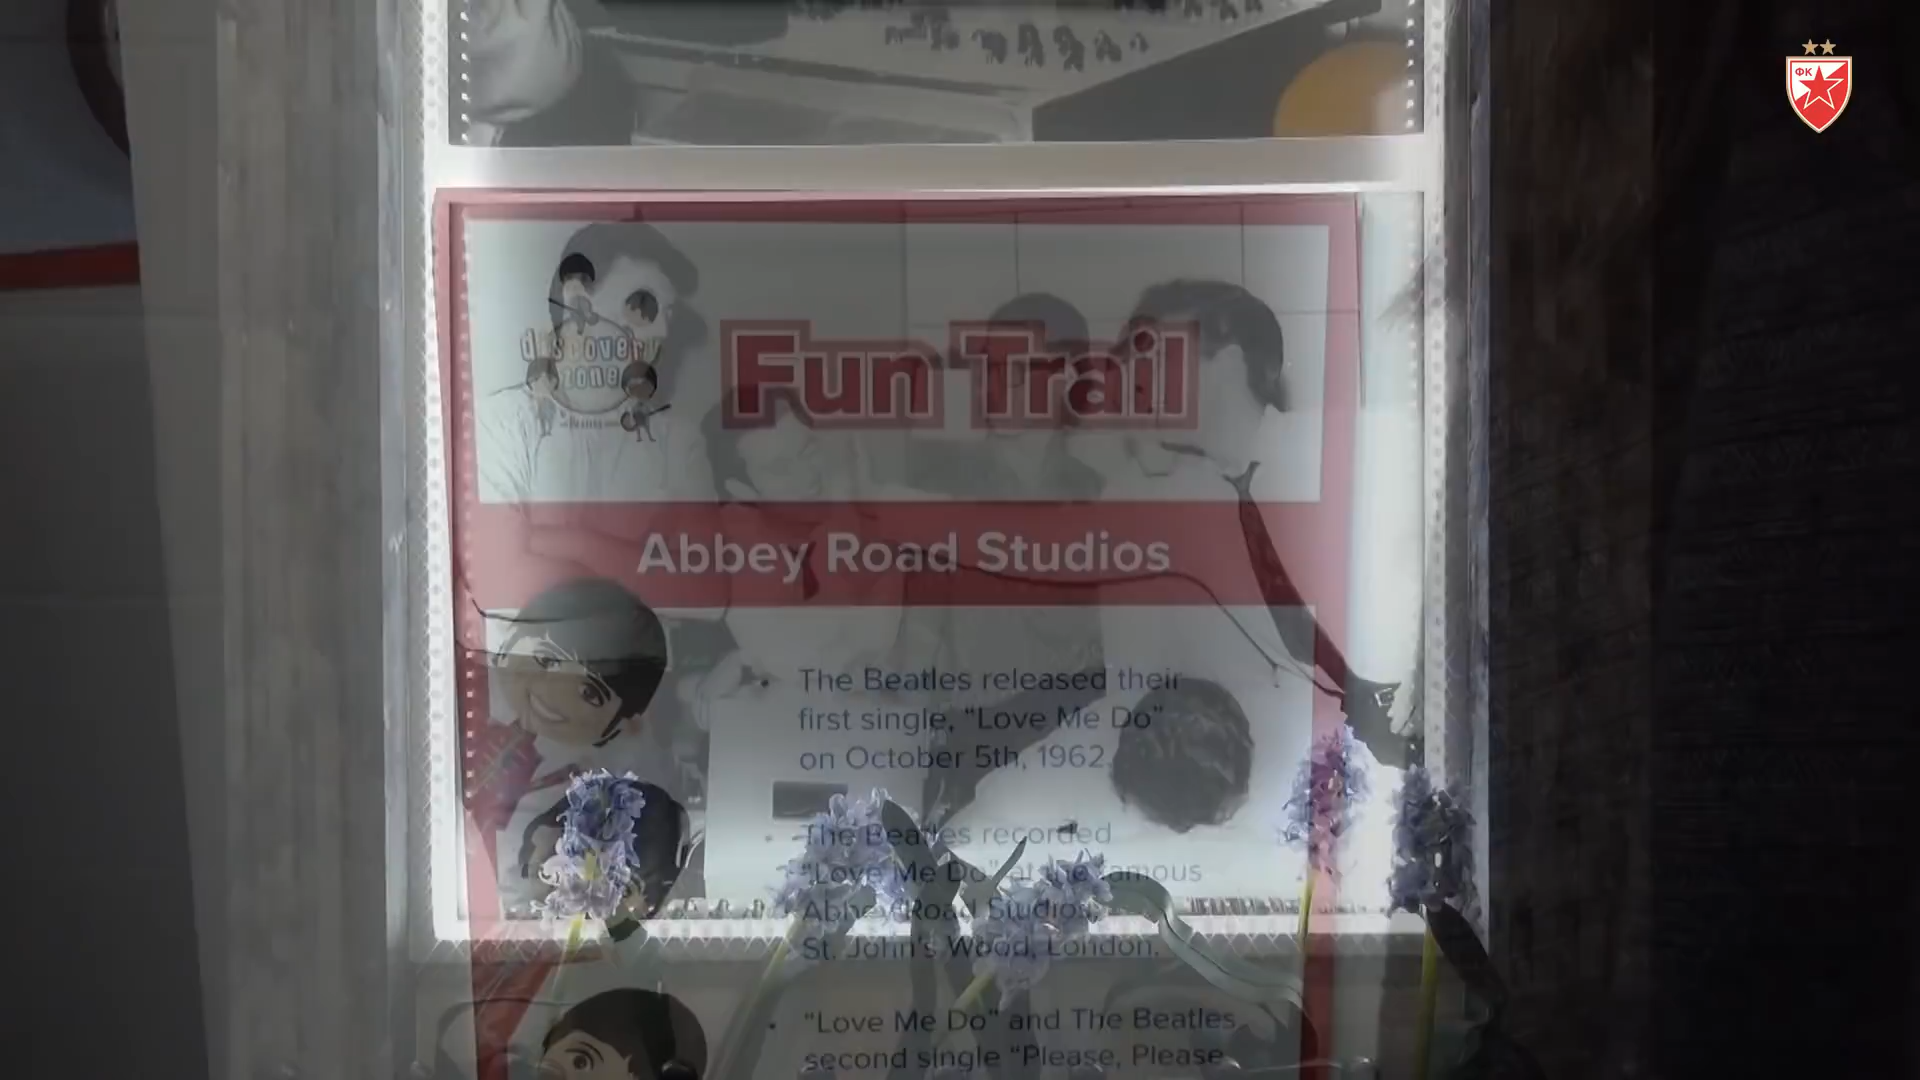 ФК
discovery
zone
Fun Trail
Abbey Road Studios
• The Beatles released their
first single, “Love Me Do”
on October 5th, 1962.
• The Beatles recorded
“Love Me Do” at the famous
Abbey Road Studios,
St. John's Wood, London.
• “Love Me Do” and The Beatles
second single “Please, Please